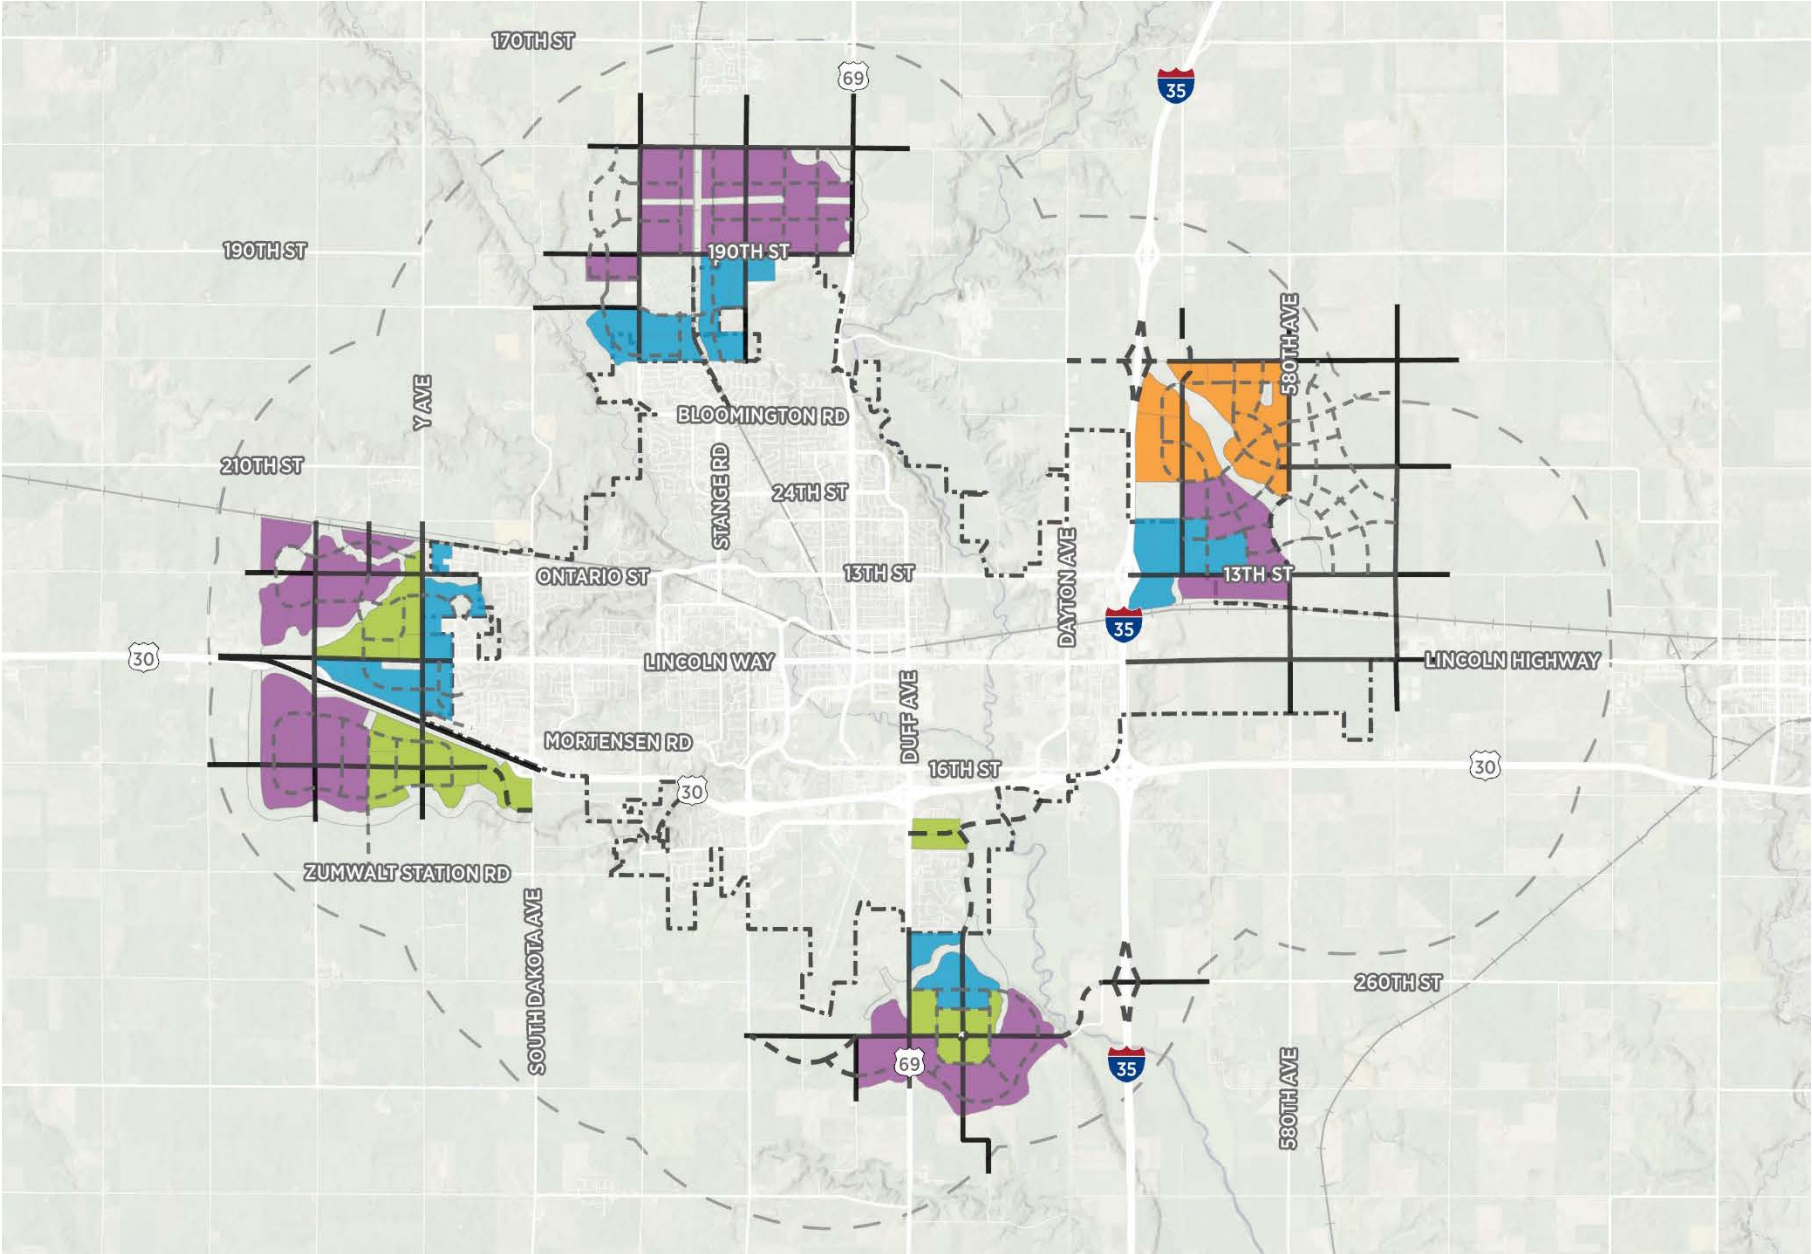 170TH ST
69
35
190TH ST
190TH ST
580TH AVE
Y AVE
BLOOMINGTON RD
210TH ST
STANGE RD
24TH ST
DAYTON AVE
ONTARIO ST
13TH ST
13TH ST
35
30
LINCOLN WAY
LINCOLN HIGHWAY
DUFF AVE
MORTENSEN RD
16TH ST
30
30
ZUMWALT STATION RD
SOUTH DAKOTA AVE
260TH ST
69
35
580TH AVE